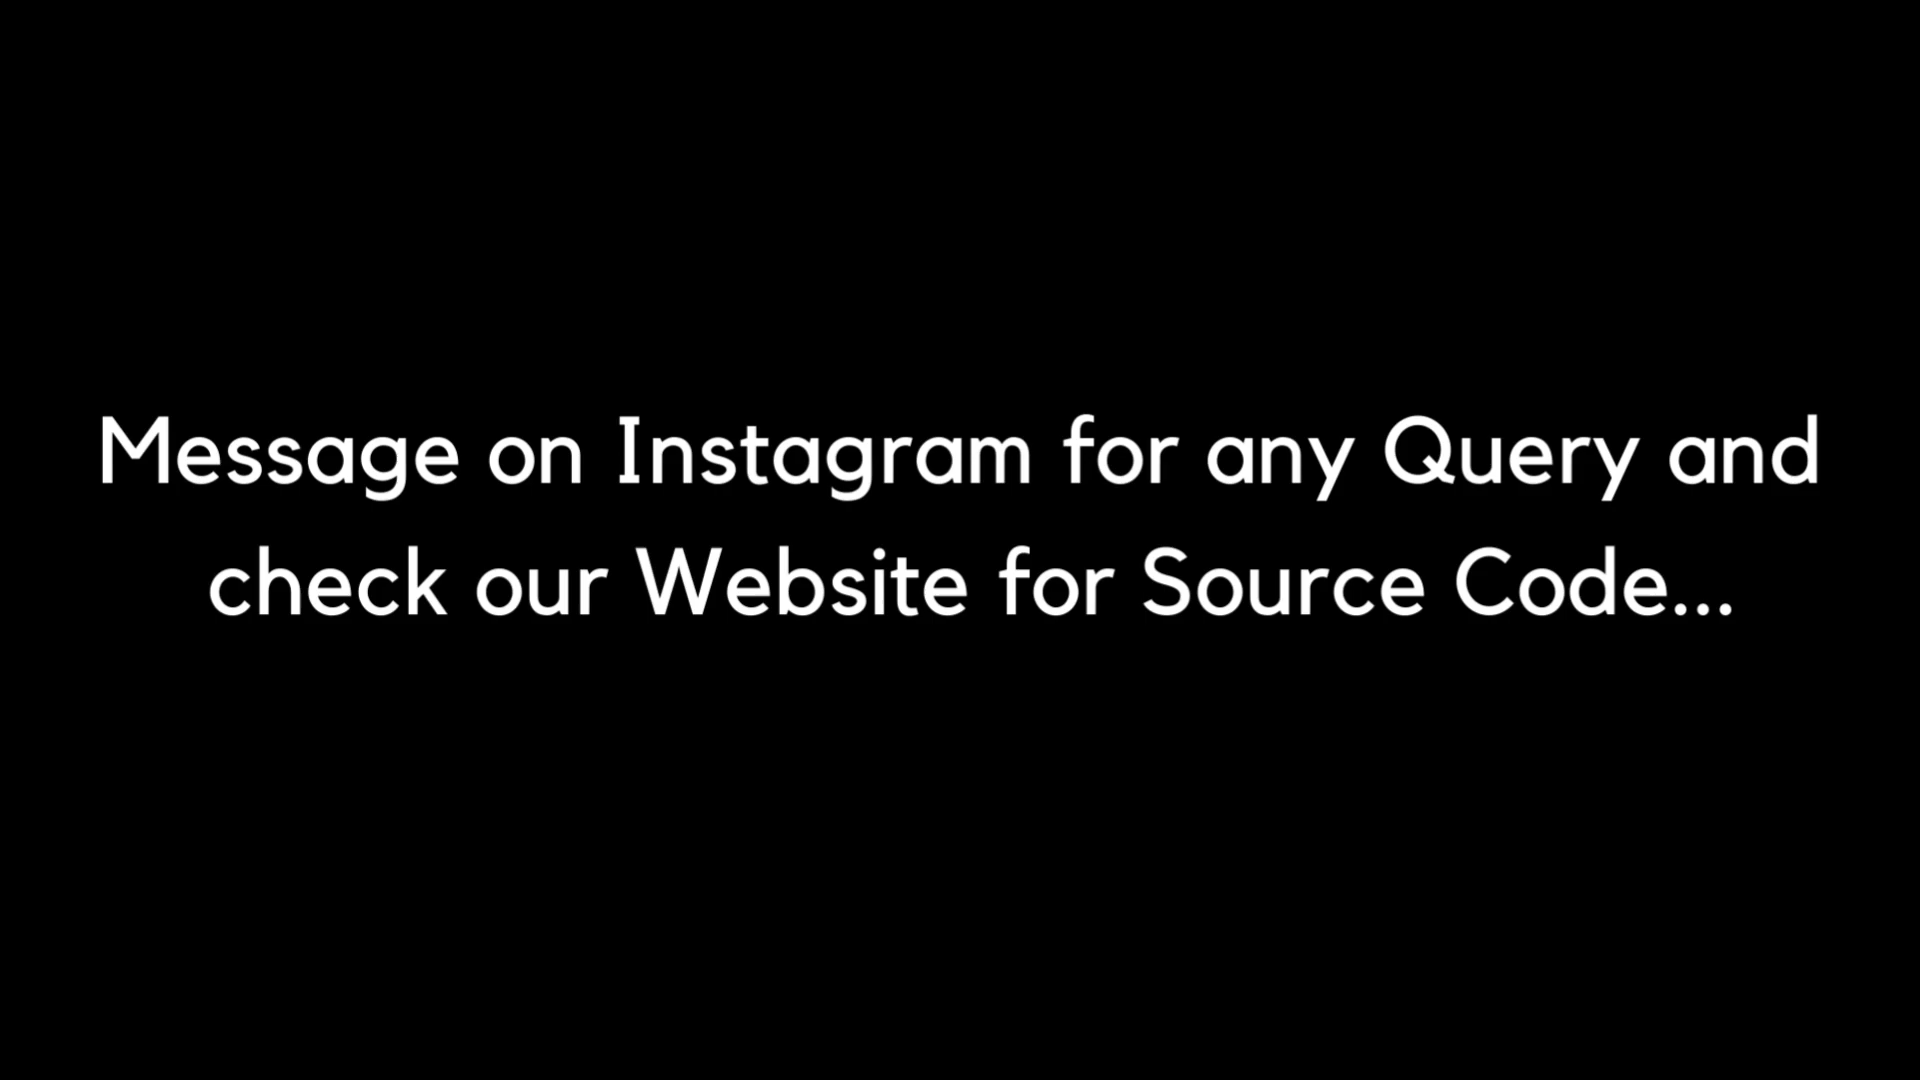 Message on Instagram for any Query and
check our Website for Source Code...